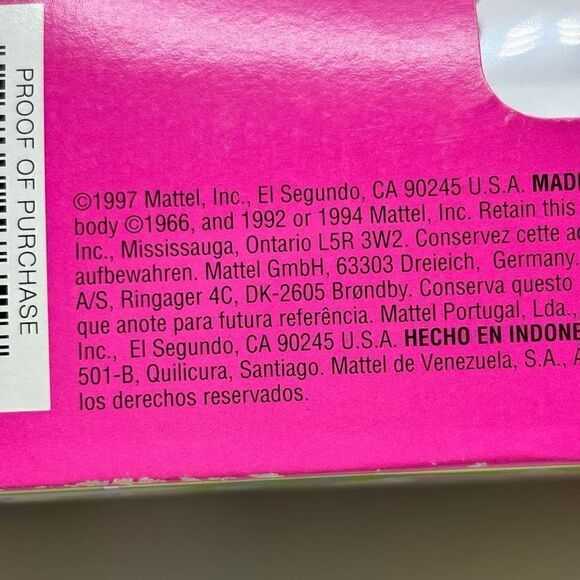 PROOF OF PURCHASE
©1997 Mattel, Inc., El Segundo, CA 90245 U.S.A. MADE
body ©1966, and 1992 or 1994 Mattel, Inc. Retain this
Inc., Mississauga, Ontario L5R 3W2. Conservez cette ad
aufbewahren. Mattel GmbH, 63303 Dreieich, Germany.
A/S, Ringager 4C, DK-2605 Brøndby. Conserva questo
que anote para futura referência. Mattel Portugal, Lda.,
Inc., El Segundo, CA 90245 U.S.A. HECHO EN INDONE
501-B, Quilicura, Santiago. Mattel de Venezuela, S.A., A
los derechos reservados.